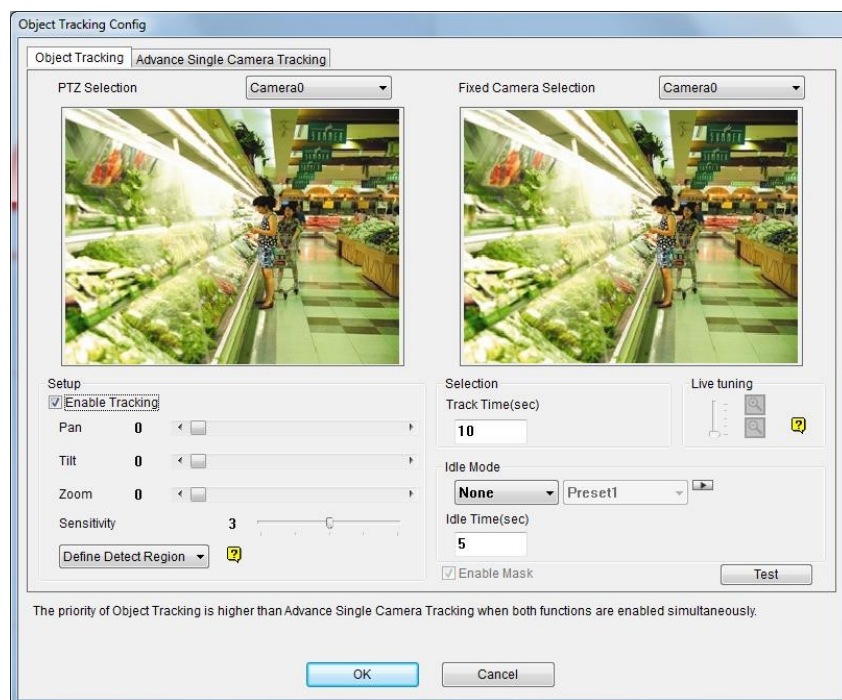 Object Tracking Config
Object Tracking
Advance Single Camera Tracking
PTZ Selection
Camera0
Fixed Camera Selection
Camera0
SUMMER
SUMMER
Setup
Enable Tracking
Pan 0
Tilt 0
Zoom 0
Sensitivity 3
Define Detect Region
Selection
Track Time(sec)
10
Live tuning
Idle Mode
None
Preset1
Idle Time(sec)
5
Enable Mask
Test
The priority of Object Tracking is higher than Advance Single Camera Tracking when both functions are enabled simultaneously.
OK
Cancel